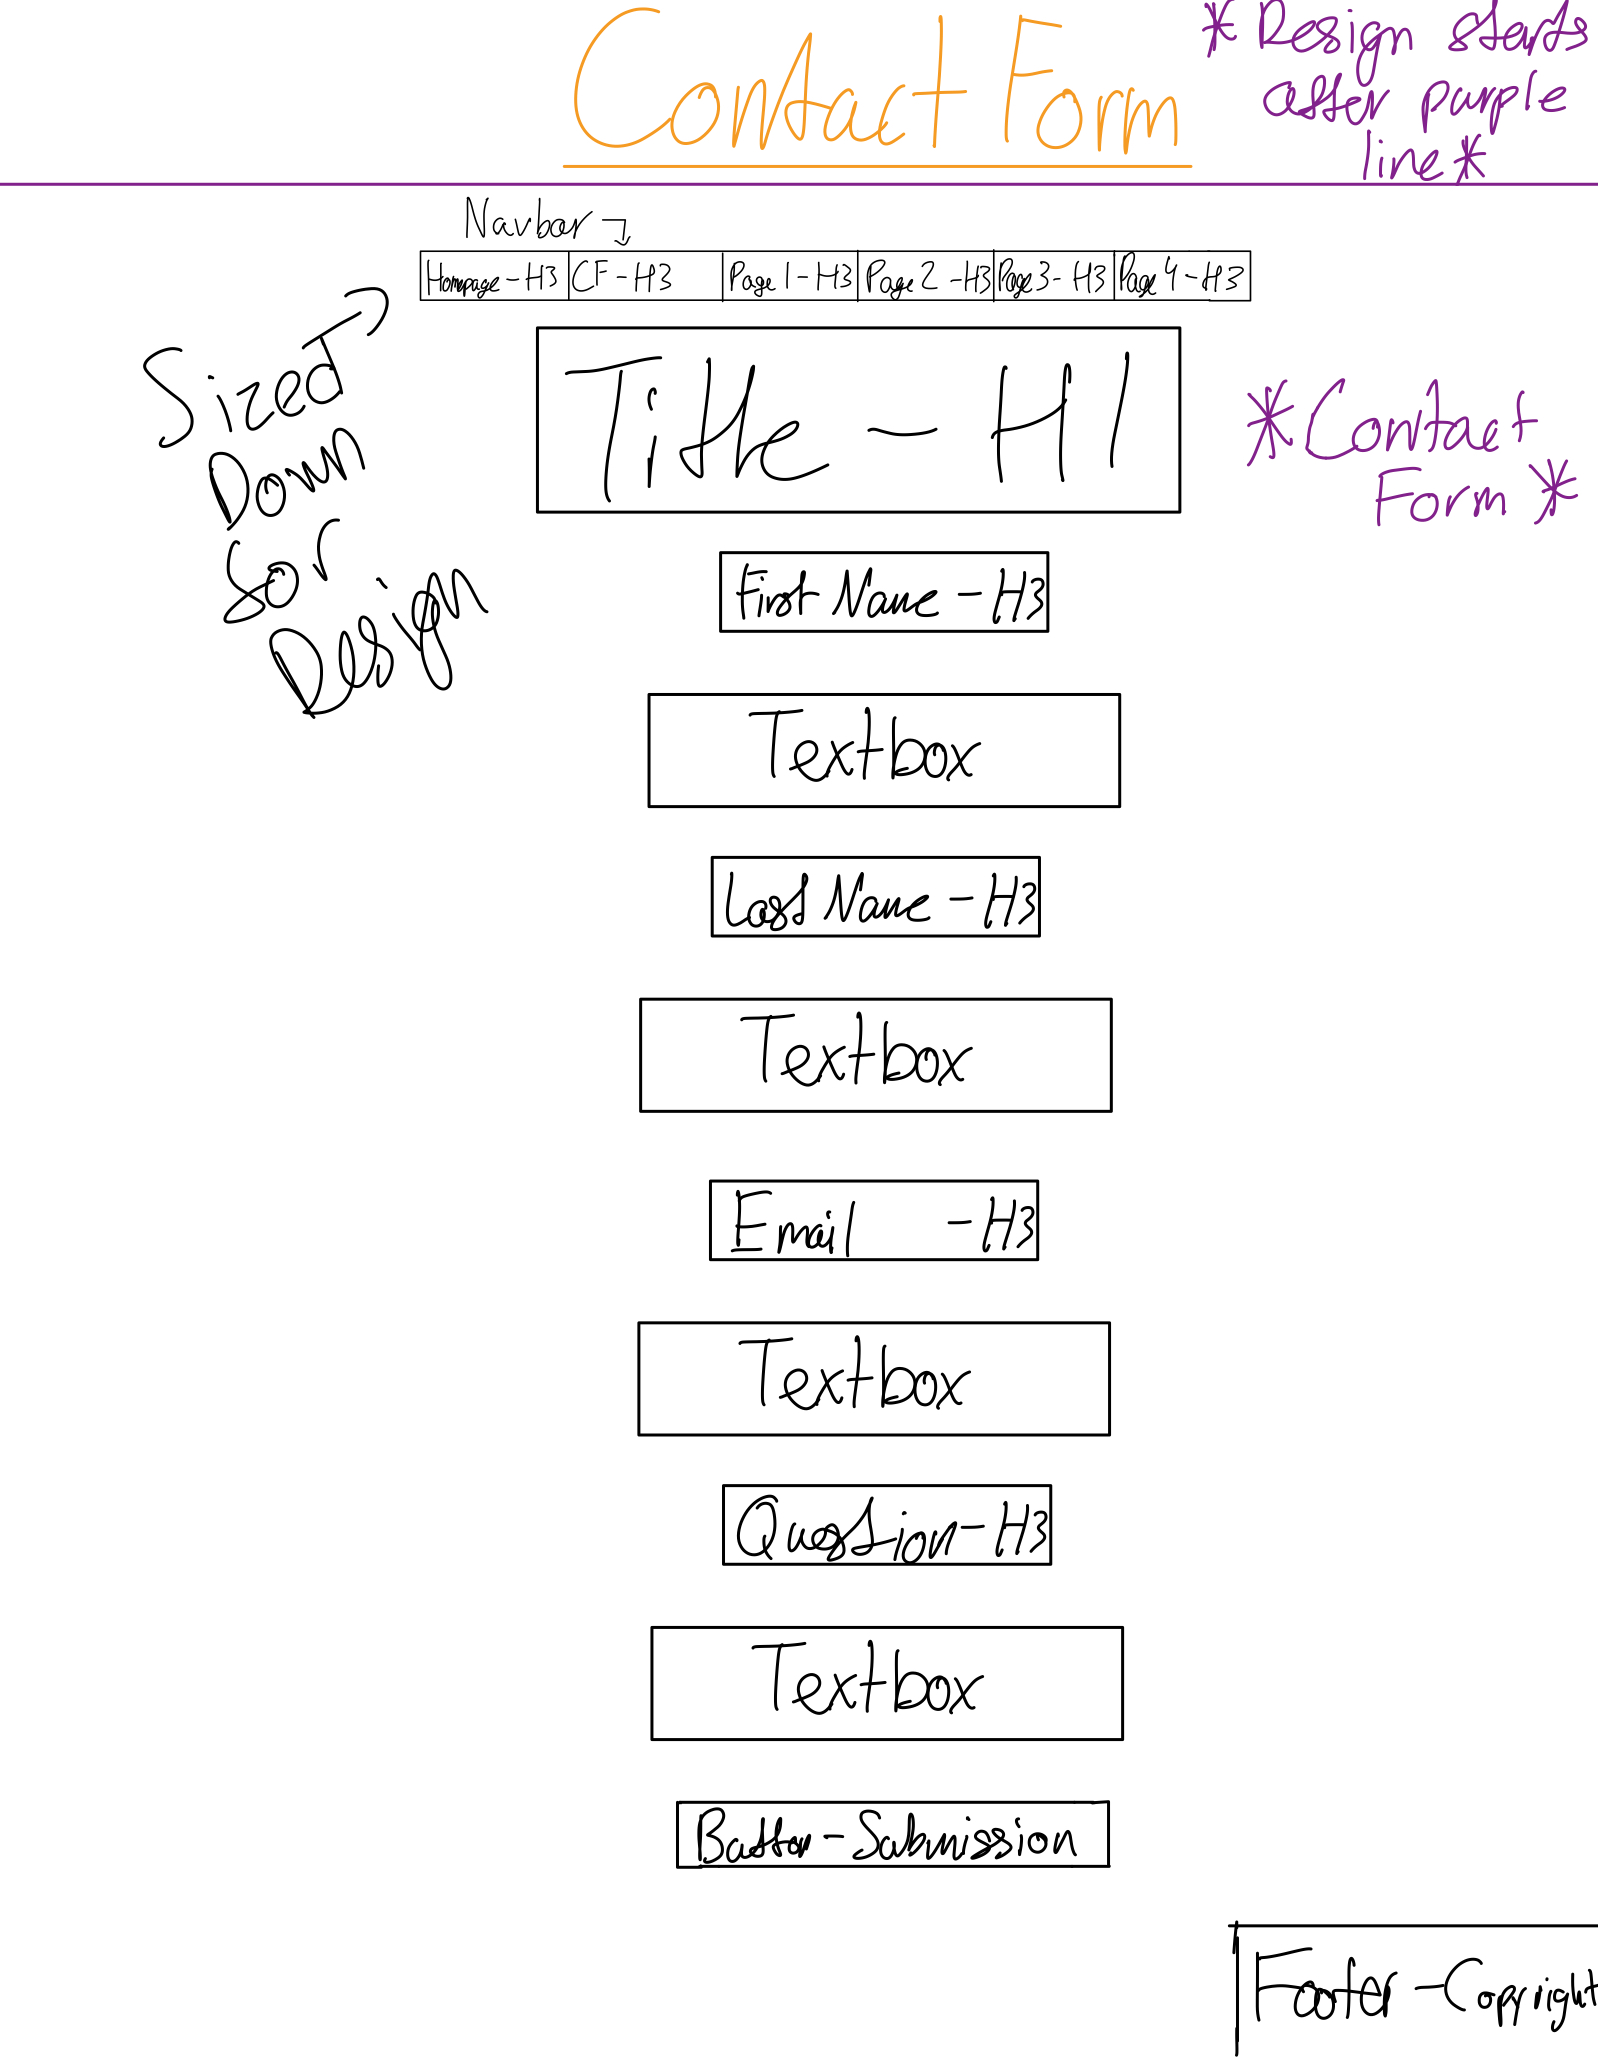 Contact Form
*Design starts
after purple
line*
Navbar
Homepage - H3 CF - H3 Page 1 - H3 Page 2 - H3 Page 3 - H3 Page 4 - H3
Sized
Down
for
Design
Title - H1
*Contact
Form*
First Name - H3
Textbox
Last Name - H3
Textbox
Email - H3
Textbox
Question - H3
Textbox
Button - Submission
Footer - Copyright